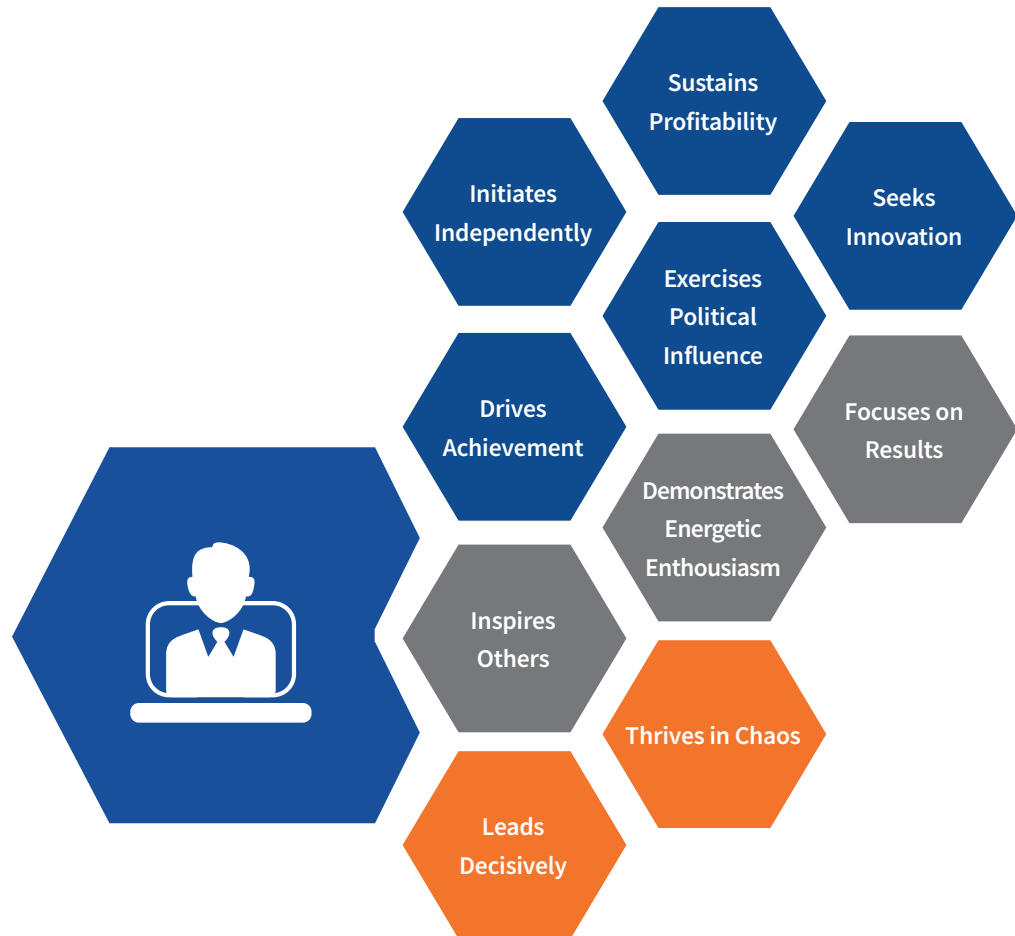 Sustains
Profitability
Initiates
Independently
Seeks
Innovation
Exercises
Political
Influence
Drives
Achievement
Focuses on
Results
Demonstrates
Energetic
Enthousiasm
Inspires
Others
Thrives in Chaos
Leads
Decisively